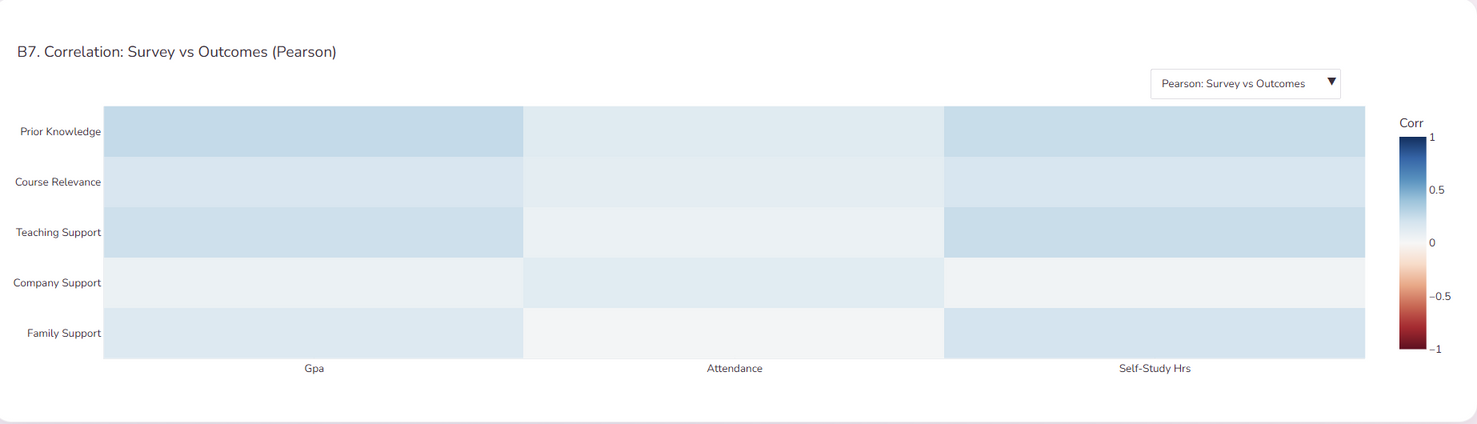 B7. Correlation: Survey vs Outcomes (Pearson)
Pearson: Survey vs Outcomes ▼
Prior Knowledge
Course Relevance
Teaching Support
Company Support
Family Support
Gpa
Attendance
Self-Study Hrs
Corr
1
0.5
0
−0.5
−1